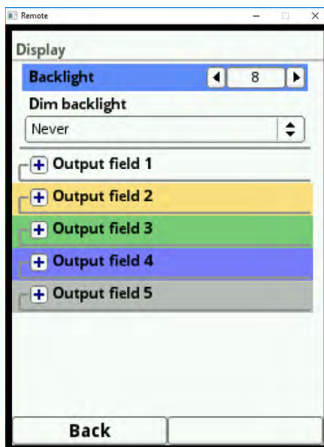 Remote
Display
Backlight 8
Dim backlight
Never
Output field 1
Output field 2
Output field 3
Output field 4
Output field 5
Back